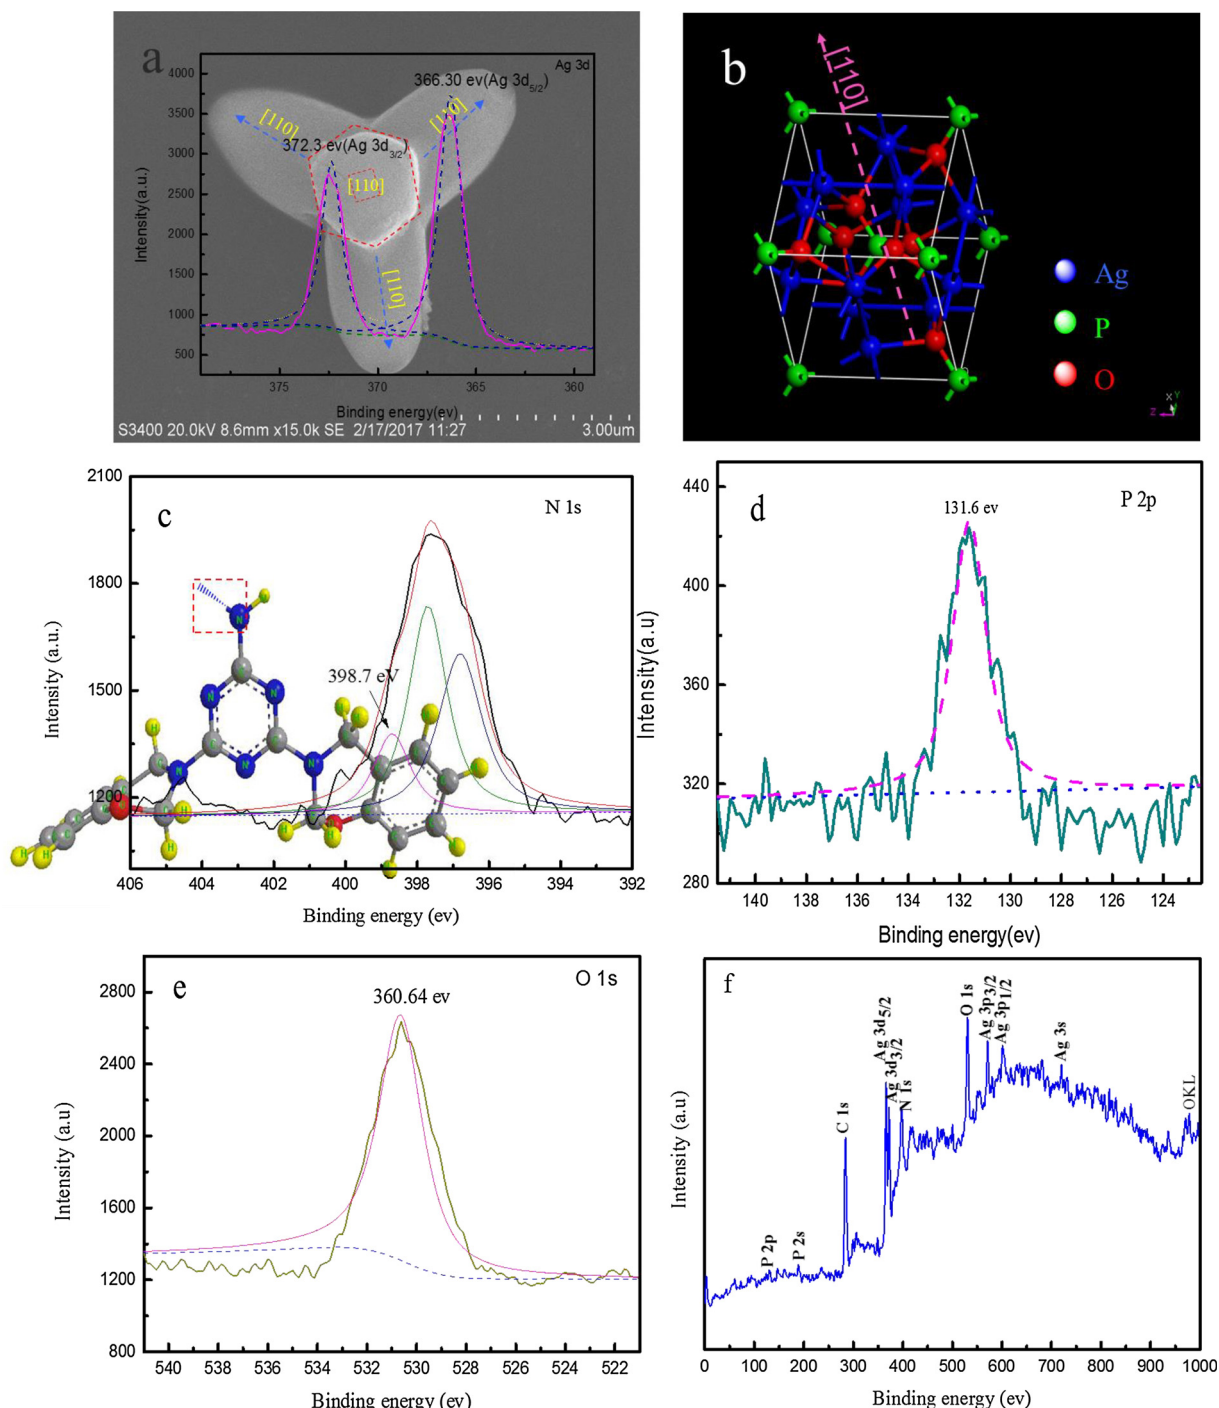 a
Ag 3d
366.30 ev(Ag 3d5/2)
372.3 ev(Ag 3d3/2)
[110]
[110]
[110]
[110]
4000
3500
3000
2500
2000
1500
1000
500
Intensity(a.u.)
375
370
365
360
Binding energy(ev)
S3400 20.0kV 8.6mm x15.0k SE 2/17/2017 11:27
3.00um
b
[110]
Ag
P
O
X
Y
Z
c
N 1s
398.7 eV
2100
1800
1500
1200
Intensity (a.u.)
406
404
402
400
398
396
394
392
Binding energy (ev)
d
P 2p
131.6 ev
440
400
360
320
280
Intensity(a.u)
140
138
136
134
132
130
128
126
124
Binding energy(ev)
e
O 1s
360.64 ev
2800
2400
2000
1600
1200
800
Intensity (a.u)
540
538
536
534
532
530
528
526
524
522
Binding energy (ev)
f
P 2p
P 2s
C 1s
Ag 3d5/2
Ag 3d3/2
N 1s
O 1s
Ag 3p3/2
Ag 3p1/2
Ag 3s
OKL
Intensity (a.u)
0
100
200
300
400
500
600
700
800
900
1000
Binding energy (ev)